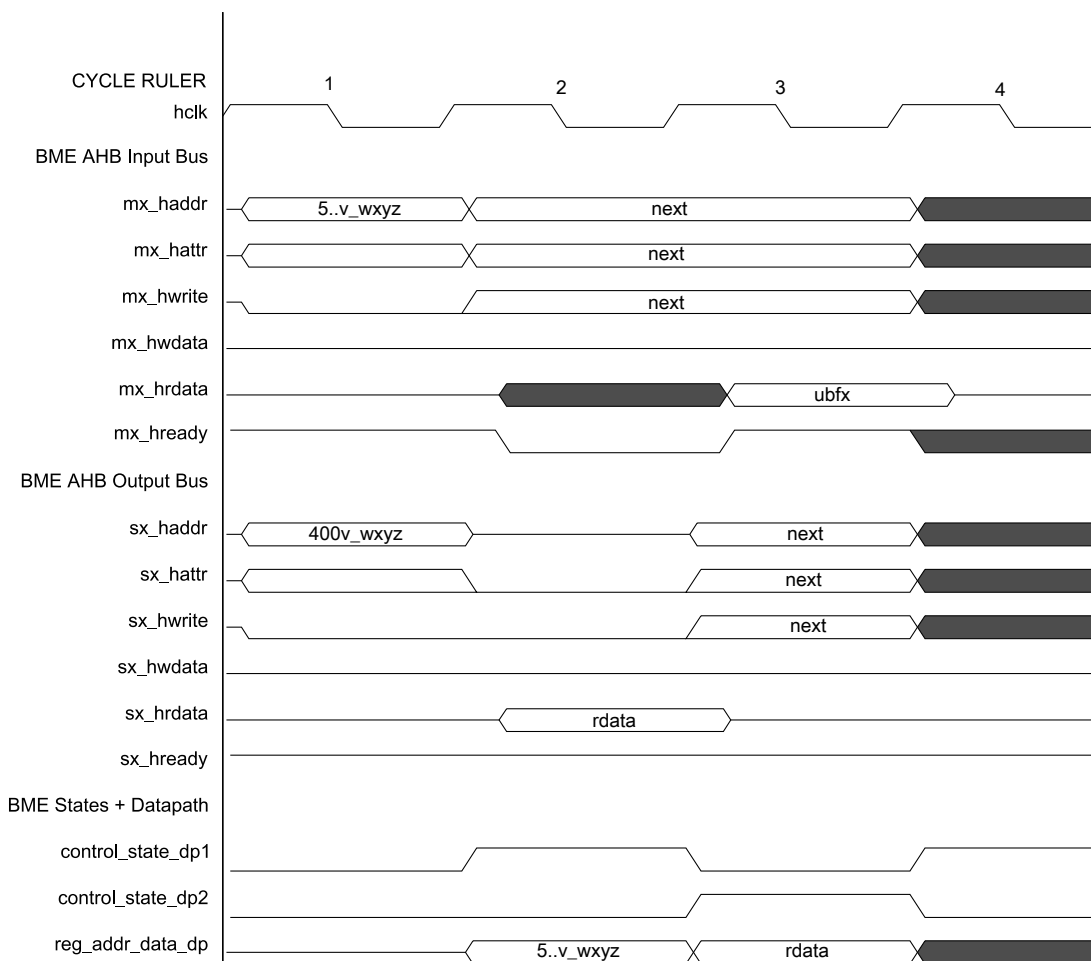 CYCLE RULER 1 2 3 4
hclk
BME AHB Input Bus
mx_haddr 5..v_wxyz next
mx_hattr next
mx_hwrite next
mx_hwdata
mx_hrdata ubfx
mx_hready
BME AHB Output Bus
sx_haddr 400v_wxyz next
sx_hattr next
sx_hwrite next
sx_hwdata
sx_hrdata rdata
sx_hready
BME States + Datapath
control_state_dp1
control_state_dp2
reg_addr_data_dp 5..v_wxyz rdata